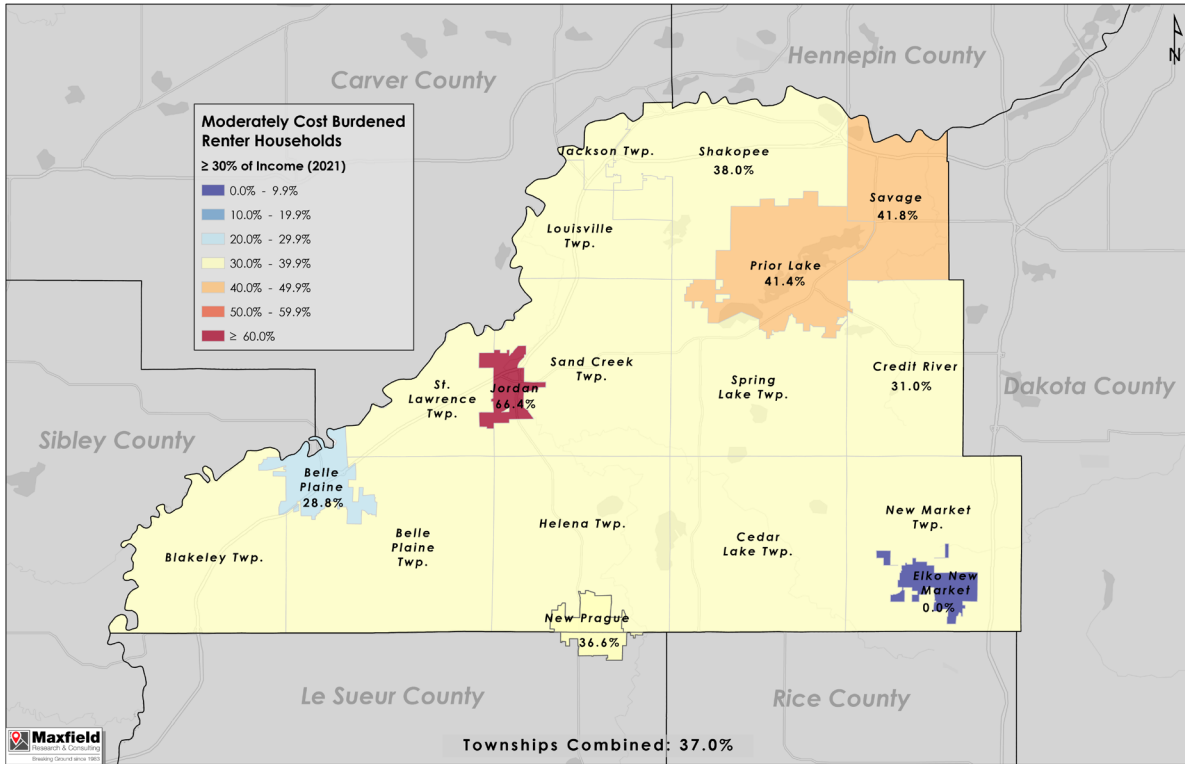 Hennepin County
Carver County
N
Moderately Cost Burdened
Renter Households
≥ 30% of Income (2021)
0.0% - 9.9%
10.0% - 19.9%
20.0% - 29.9%
30.0% - 39.9%
40.0% - 49.9%
50.0% - 59.9%
≥ 60.0%
Jackson Twp.
Shakopee
38.0%
Savage
41.8%
Louisville
Twp.
Prior Lake
41.4%
Sand Creek
Twp.
Credit River
31.0%
Spring
Lake Twp.
St.
Lawrence
Twp.
Jordan
66.4%
Dakota County
Sibley County
Belle
Plaine
28.8%
Helena Twp.
New Market
Twp.
Belle
Plaine
Twp.
Cedar
Lake Twp.
Blakeley Twp.
Elko New
Market
0.0%
New Prague
36.6%
Le Sueur County
Rice County
Maxfield
Research & Consulting
Breaking Ground since 1983
Townships Combined: 37.0%